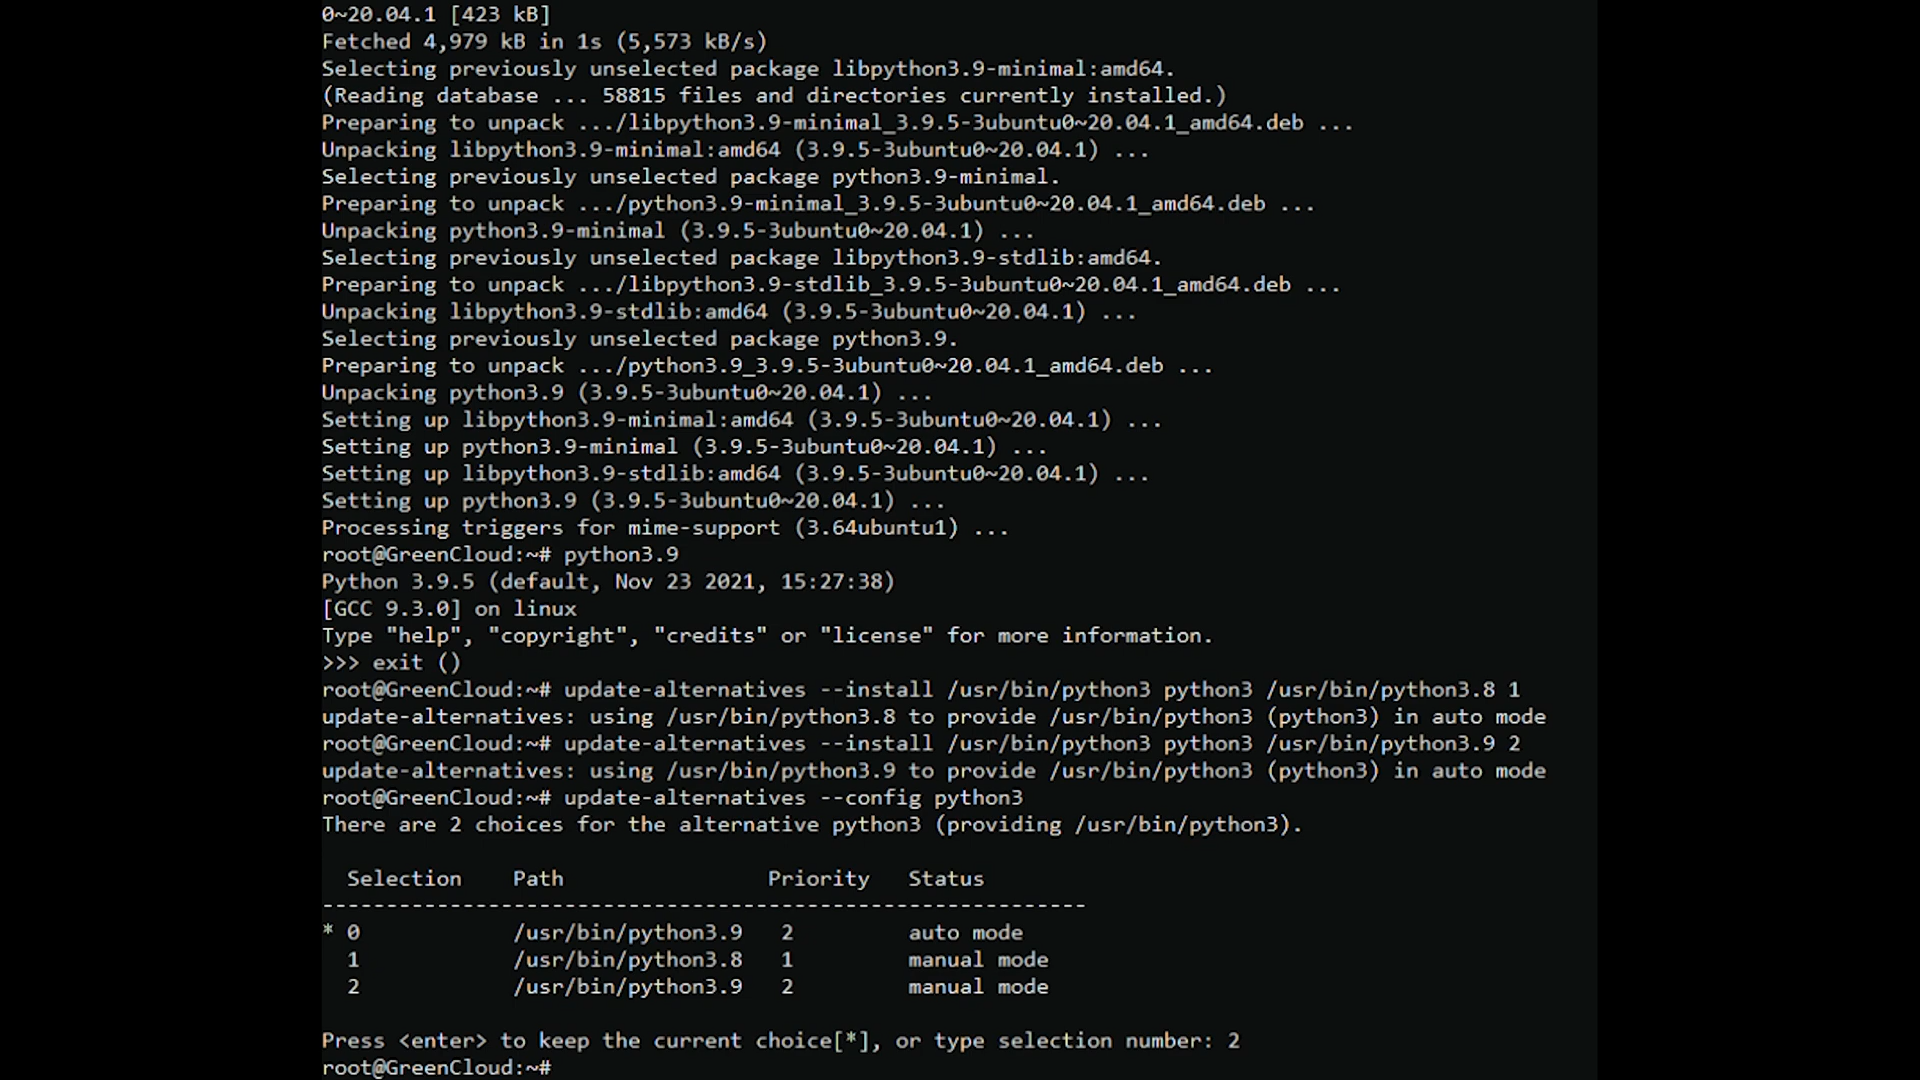 0~20.04.1 [423 kB]
Fetched 4,979 kB in 1s (5,573 kB/s)
Selecting previously unselected package libpython3.9-minimal:amd64.
(Reading database ... 58815 files and directories currently installed.)
Preparing to unpack .../libpython3.9-minimal_3.9.5-3ubuntu0~20.04.1_amd64.deb ...
Unpacking libpython3.9-minimal:amd64 (3.9.5-3ubuntu0~20.04.1) ...
Selecting previously unselected package python3.9-minimal.
Preparing to unpack .../python3.9-minimal_3.9.5-3ubuntu0~20.04.1_amd64.deb ...
Unpacking python3.9-minimal (3.9.5-3ubuntu0~20.04.1) ...
Selecting previously unselected package libpython3.9-stdlib:amd64.
Preparing to unpack .../libpython3.9-stdlib_3.9.5-3ubuntu0~20.04.1_amd64.deb ...
Unpacking libpython3.9-stdlib:amd64 (3.9.5-3ubuntu0~20.04.1) ...
Selecting previously unselected package python3.9.
Preparing to unpack .../python3.9_3.9.5-3ubuntu0~20.04.1_amd64.deb ...
Unpacking python3.9 (3.9.5-3ubuntu0~20.04.1) ...
Setting up libpython3.9-minimal:amd64 (3.9.5-3ubuntu0~20.04.1) ...
Setting up python3.9-minimal (3.9.5-3ubuntu0~20.04.1) ...
Setting up libpython3.9-stdlib:amd64 (3.9.5-3ubuntu0~20.04.1) ...
Setting up python3.9 (3.9.5-3ubuntu0~20.04.1) ...
Processing triggers for mime-support (3.64ubuntu1) ...
root@GreenCloud:~# python3.9
Python 3.9.5 (default, Nov 23 2021, 15:27:38)
[GCC 9.3.0] on linux
Type "help", "copyright", "credits" or "license" for more information.
>>> exit ()
root@GreenCloud:~# update-alternatives --install /usr/bin/python3 python3 /usr/bin/python3.8 1
update-alternatives: using /usr/bin/python3.8 to provide /usr/bin/python3 (python3) in auto mode
root@GreenCloud:~# update-alternatives --install /usr/bin/python3 python3 /usr/bin/python3.9 2
update-alternatives: using /usr/bin/python3.9 to provide /usr/bin/python3 (python3) in auto mode
root@GreenCloud:~# update-alternatives --config python3
There are 2 choices for the alternative python3 (providing /usr/bin/python3).
  Selection    Path                Priority   Status
------------------------------------------------------------
* 0            /usr/bin/python3.9   2         auto mode
  1            /usr/bin/python3.8   1         manual mode
  2            /usr/bin/python3.9   2         manual mode
Press <enter> to keep the current choice[*], or type selection number: 2
root@GreenCloud:~#